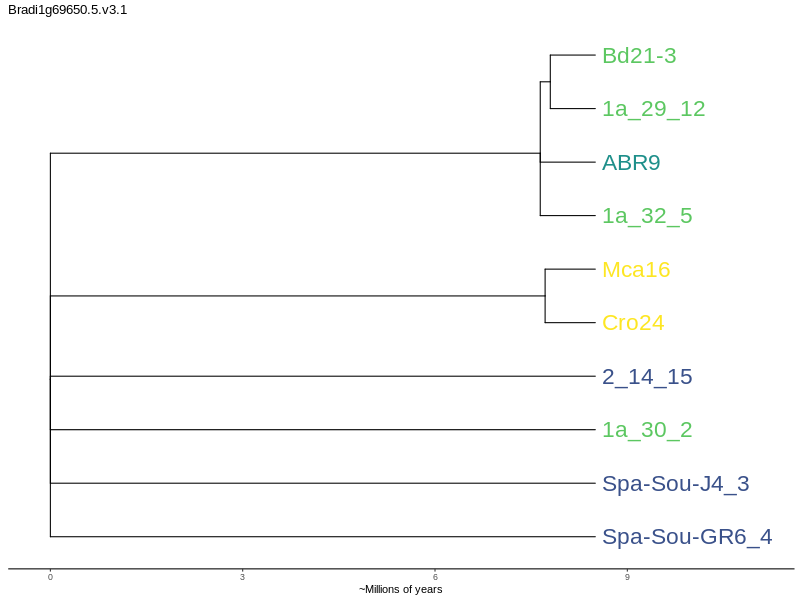 Bradi1g69650.5.v3.1
Bd21-3
1a_29_12
ABR9
1a_32_5
Mca16
Cro24
2_14_15
1a_30_2
Spa-Sou-J4_3
Spa-Sou-GR6_4
0 3 6 9
~Millions of years